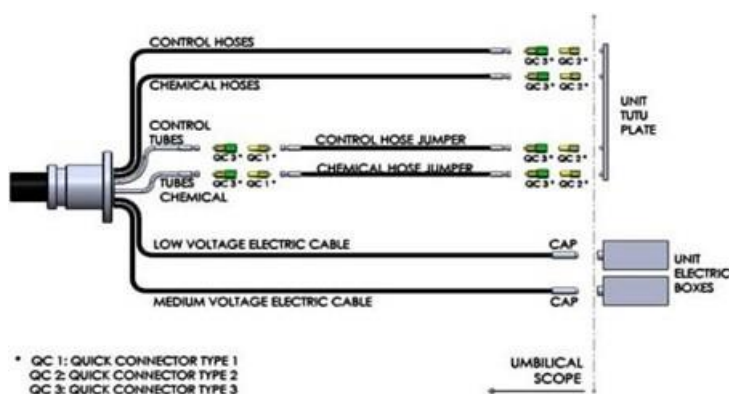 CONTROL HOSES
QC 3* QC 2*
CHEMICAL HOSES
QC 3* QC 2*
UNIT
TUTU
PLATE
CONTROL
TUBES
CONTROL HOSE JUMPER
QC 3* QC 1* QC 3* QC 2*
CHEMICAL HOSE JUMPER
QC 3* QC 1* QC 3* QC 2*
TUBES
CHEMICAL
LOW VOLTAGE ELECTRIC CABLE CAP
UNIT
ELECTRIC
BOXES
MEDIUM VOLTAGE ELECTRIC CABLE CAP
* QC 1: QUICK CONNECTOR TYPE 1
QC 2: QUICK CONNECTOR TYPE 2
QC 3: QUICK CONNECTOR TYPE 3
UMBILICAL
SCOPE